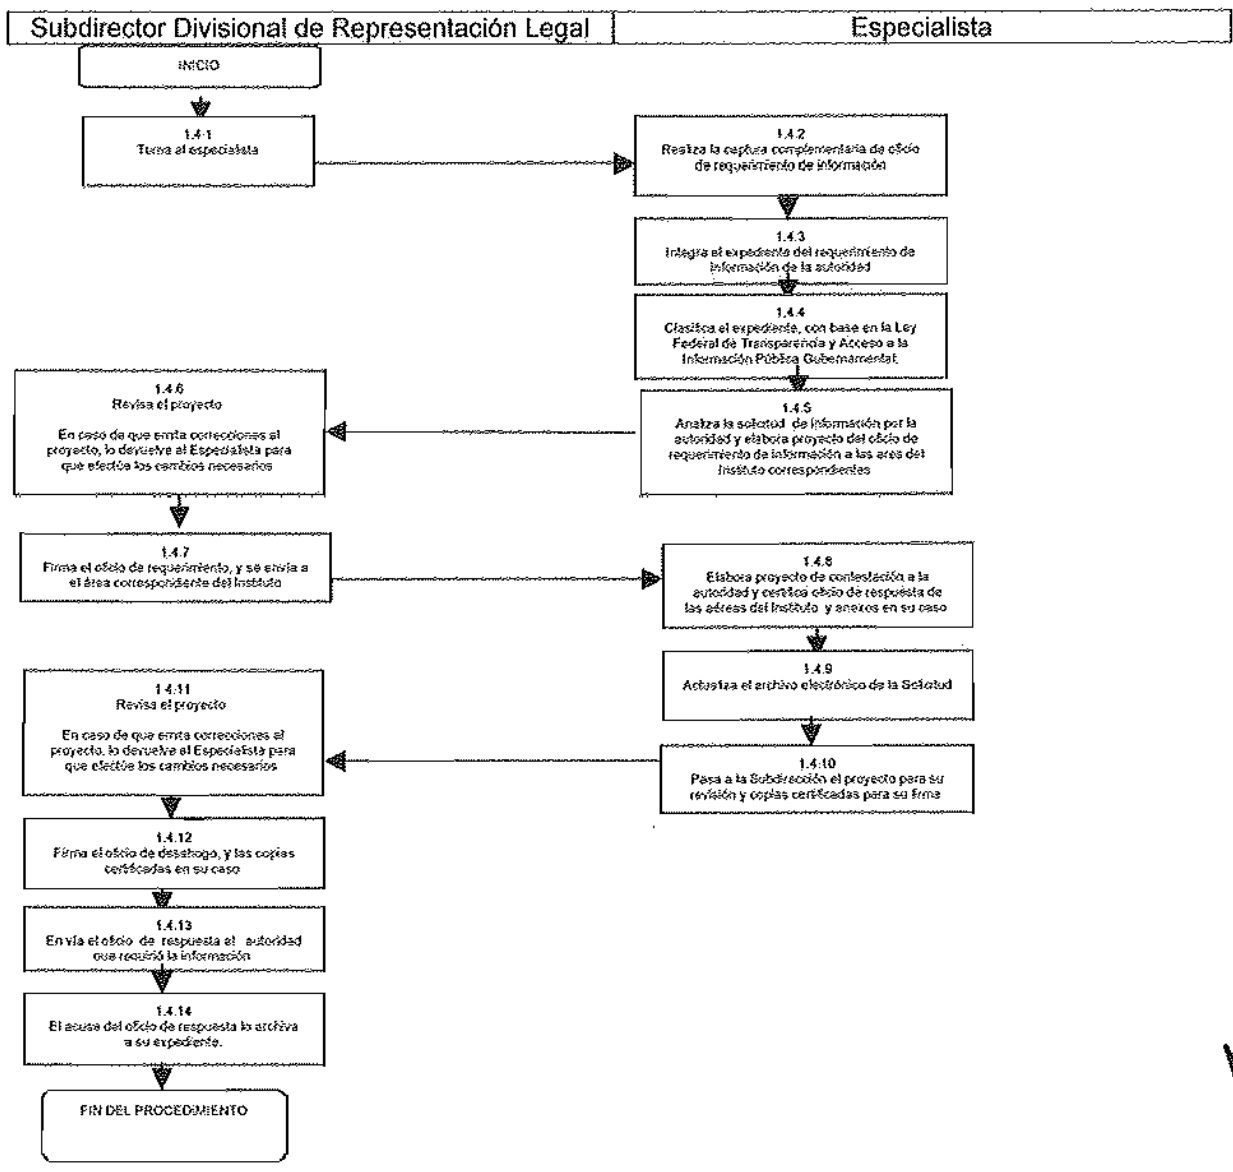 Subdirector Divisional de Representación Legal
Especialista
INICIO
1.4.1
Turna al especialista
1.4.2
Realiza la captura complementaria de oficio
de requerimiento de información
1.4.3
Integra el expediente del requerimiento de
información de la autoridad
1.4.4
Clasifica el expediente, con base en la Ley
Federal de Transparencia y Acceso a la
Información Pública Gubernamental.
1.4.5
Analiza la solicitud de información por la
autoridad y elabora proyecto del oficio de
requerimiento de información a las ares del
Instituto correspondientes
1.4.6
Revisa el proyecto
En caso de que emita correcciones al
proyecto, lo devuelve al Especialista para
que efectúe los cambios necesarios
1.4.7
Firma el oficio de requerimiento, y se envía a
el área correspondente del Instituto
1.4.8
Elabora proyecto de contestación a la
autoridad y certifica oficio de respuesta de
las aéreas del Instituto y anexos en su caso
1.4.9
Actualiza el archivo electrónico de la Solicitud
1.4.10
Pasa a la Subdirección el proyecto para su
revisión y copias certificadas para su firma
1.4.11
Revisa el proyecto
En caso de que emita correcciones al
proyecto, lo devuelve al Especialista para
que efectúe los cambios necesarios
1.4.12
Firma el oficio de desahogo, y las copias
certificadas en su caso
1.4.13
Envía el oficio de respuesta al autoridad
que requirió la información
1.4.14
El acuse del oficio de respuesta lo archiva
a su expediente.
FIN DEL PROCEDIMIENTO